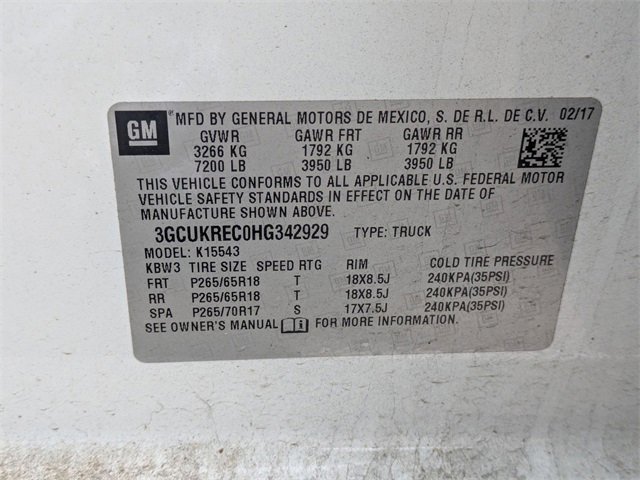 GM ® MFD BY GENERAL MOTORS DE MEXICO, S. DE R.L. DE C.V. 02/17
GVWR GAWR FRT GAWR RR
3266 KG 1792 KG 1792 KG
7200 LB 3950 LB 3950 LB
THIS VEHICLE CONFORMS TO ALL APPLICABLE U.S. FEDERAL MOTOR
VEHICLE SAFETY STANDARDS IN EFFECT ON THE DATE OF
MANUFACTURE SHOWN ABOVE.
3GCUKREC0HG342929 TYPE: TRUCK
MODEL: K15543
KBW3 TIRE SIZE SPEED RTG RIM COLD TIRE PRESSURE
FRT P265/65R18 T 18X8.5J 240KPA(35PSI)
RR P265/65R18 T 18X8.5J 240KPA(35PSI)
SPA P265/70R17 S 17X7.5J 240KPA(35PSI)
SEE OWNER'S MANUAL FOR MORE INFORMATION.